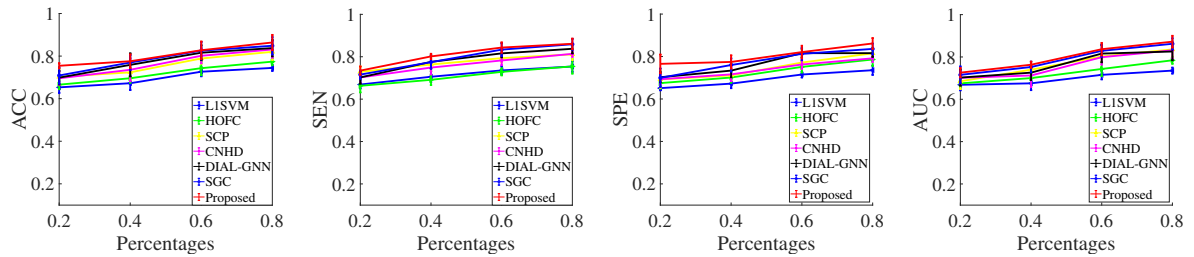 1
0.8
0.6
0.4
0.2
ACC
0.2 0.4 0.6 0.8
Percentages
L1SVM
HOFC
SCP
CNHD
DIAL-GNN
SGC
Proposed
1
0.8
0.6
0.4
0.2
SEN
0.2 0.4 0.6 0.8
Percentages
L1SVM
HOFC
SCP
CNHD
DIAL-GNN
SGC
Proposed
1
0.8
0.6
0.4
0.2
SPE
0.2 0.4 0.6 0.8
Percentages
L1SVM
HOFC
SCP
CNHD
DIAL-GNN
SGC
Proposed
1
0.8
0.6
0.4
0.2
AUC
0.2 0.4 0.6 0.8
Percentages
L1SVM
HOFC
SCP
CNHD
DIAL-GNN
SGC
Proposed